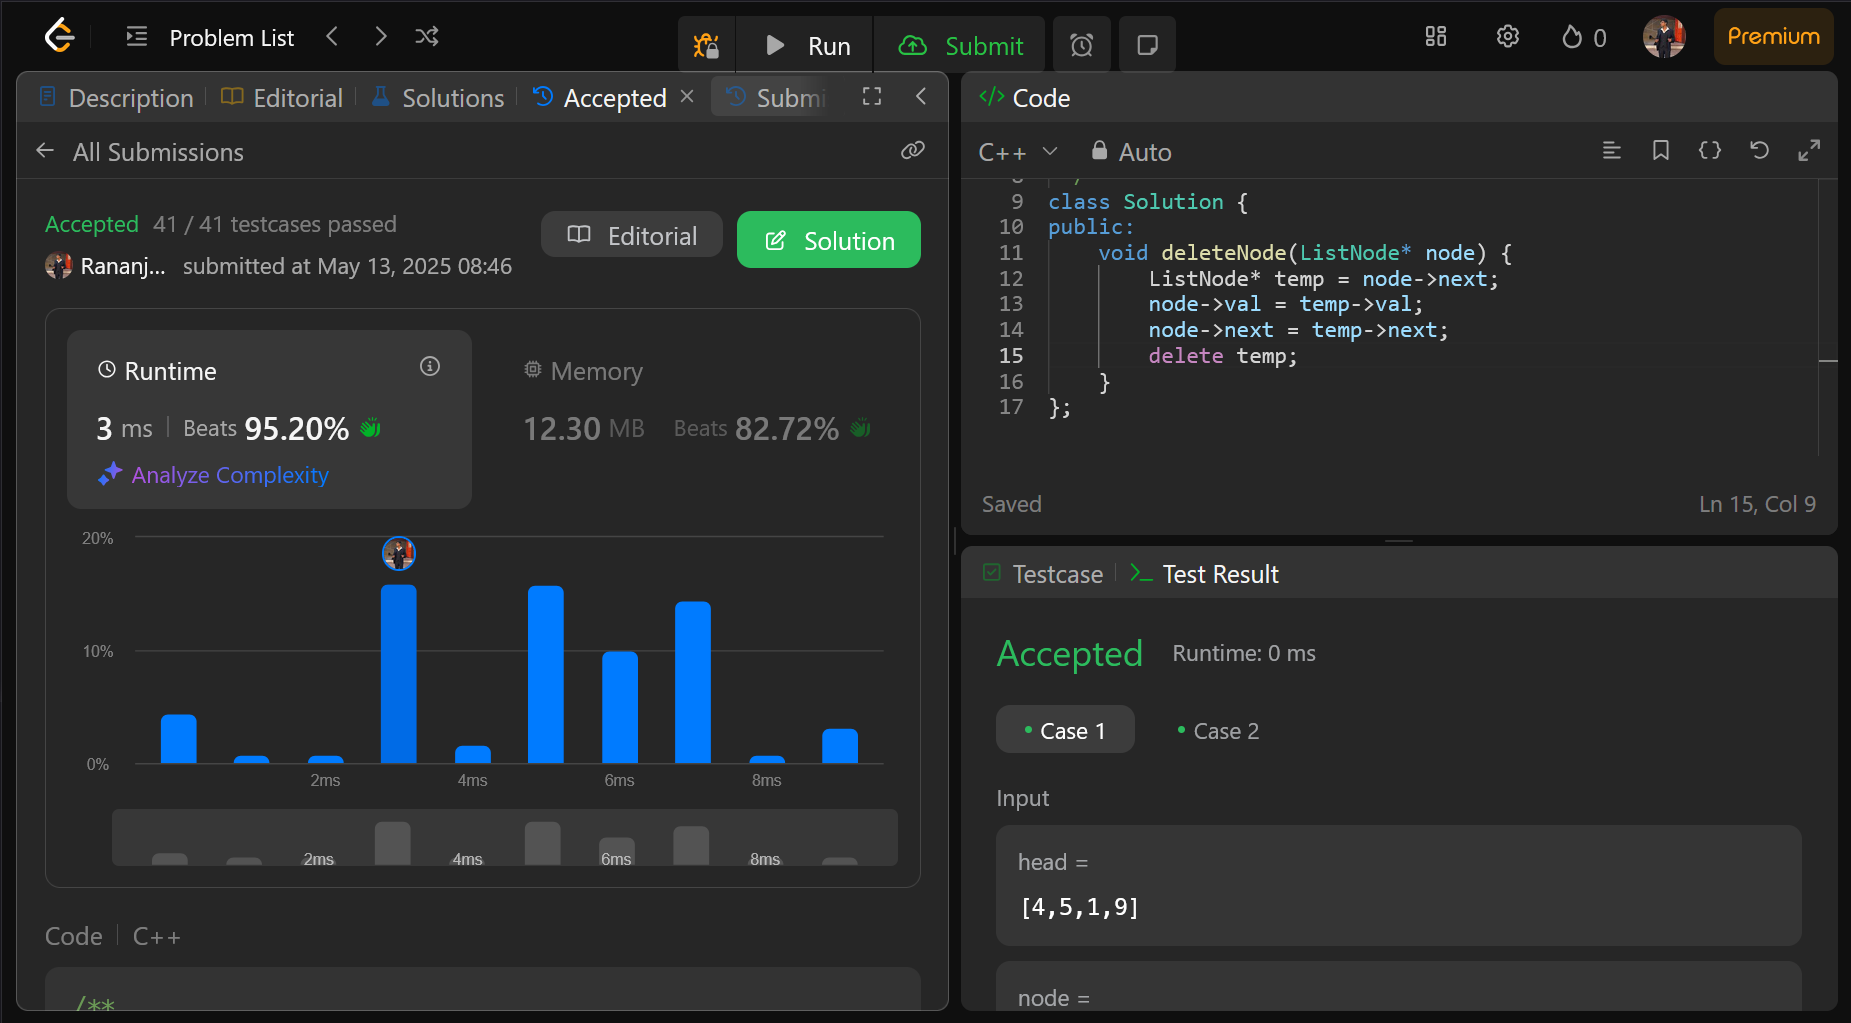 Problem List
Run
Submit
0
Premium
Description
Editorial
Solutions
Accepted
Submi
All Submissions
Accepted 41 / 41 testcases passed
Rananj... submitted at May 13, 2025 08:46
Editorial
Solution
Runtime
3 ms
Beats 95.20%
Analyze Complexity
Memory
12.30 MB
Beats 82.72%
20%
10%
0%
2ms 4ms 6ms 8ms
2ms 4ms 6ms 8ms
Code
C++
/**
</> Code
C++
Auto
8 */
9 class Solution {
10 public:
11 void deleteNode(ListNode* node) {
12 ListNode* temp = node->next;
13 node->val = temp->val;
14 node->next = temp->next;
15 delete temp;
16 }
17 };
Saved
Ln 15, Col 9
Testcase
Test Result
Accepted
Runtime: 0 ms
Case 1
Case 2
Input
head =
[4,5,1,9]
node =